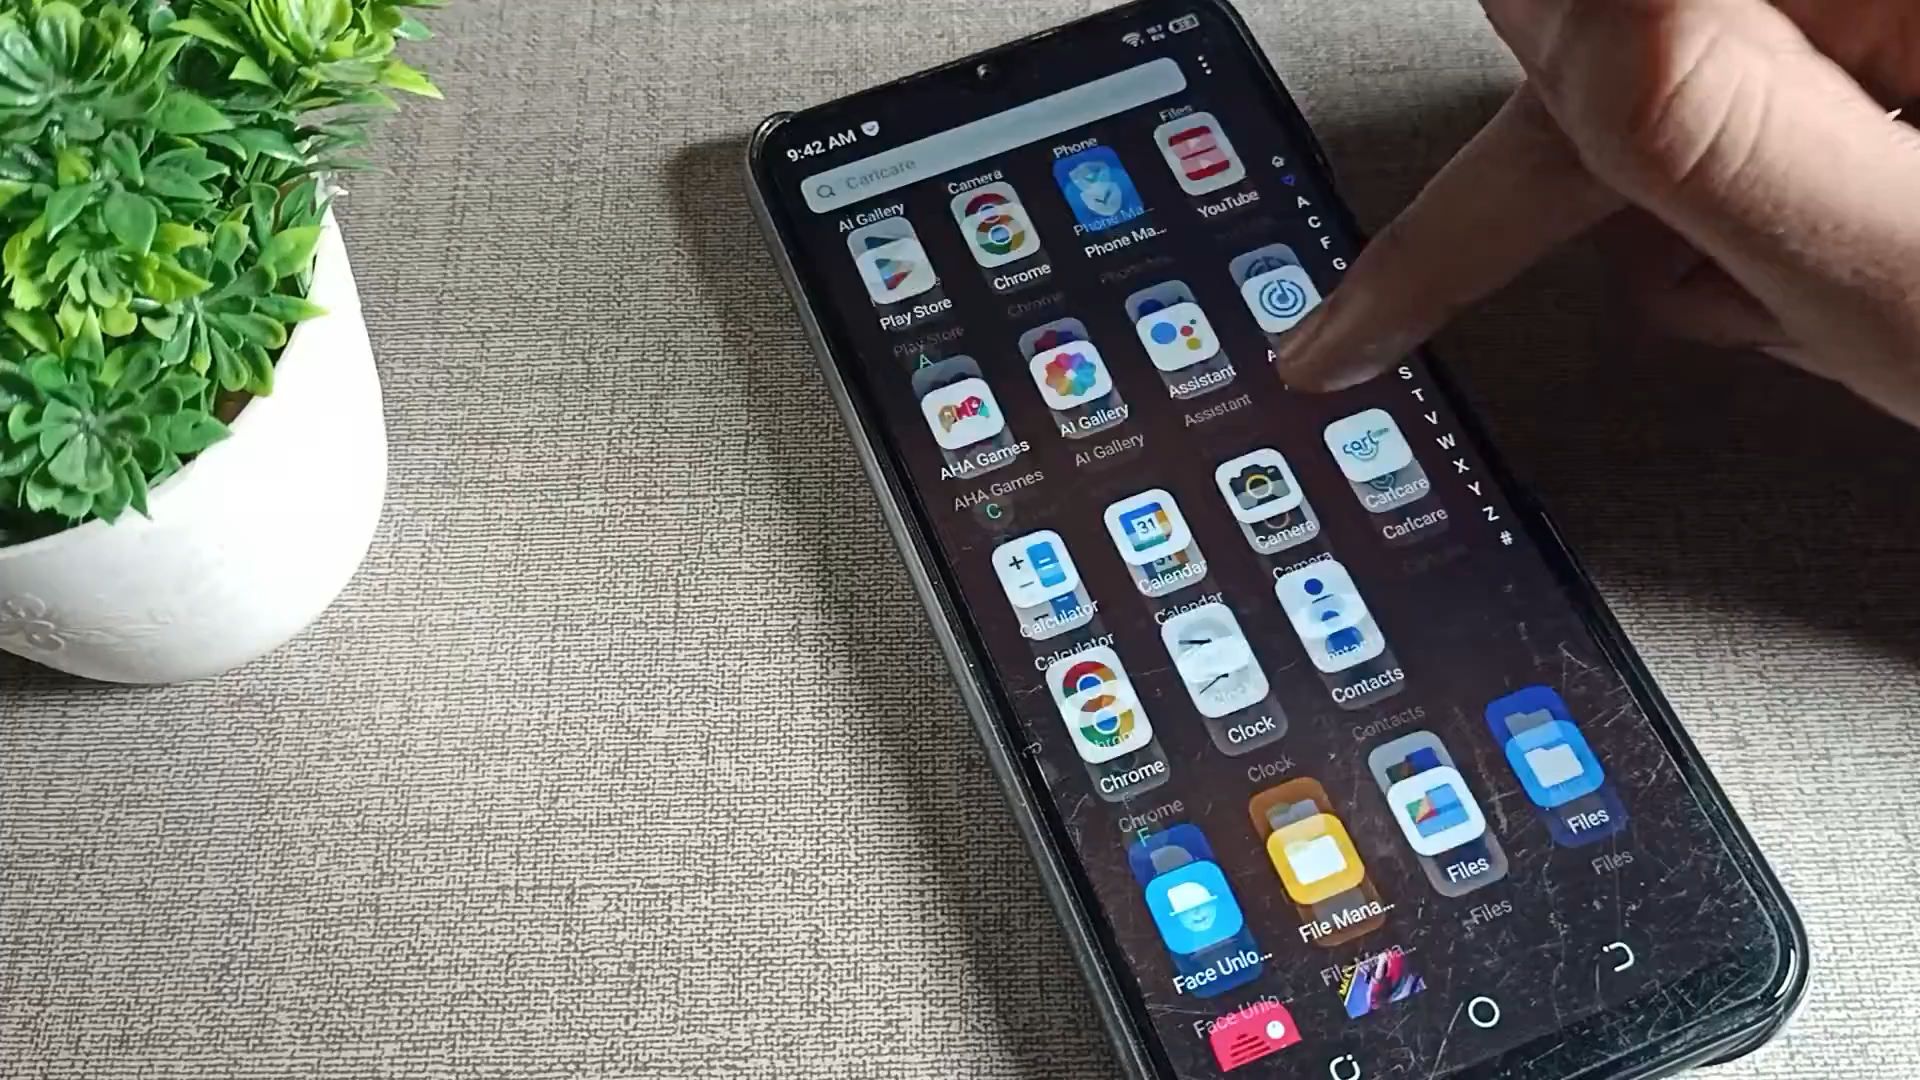 9:42 AM
Carlcare
AI Gallery
Camera
Phone
Files
Play Store
Chrome
Phone Ma...
YouTube
A
AHA Games
AI Gallery
Assistant
C
Calculator
Calendar
Camera
Carlcare
Chrome
Clock
Contacts
F
Face Unlo...
File Mana...
Files
Files
A
C
F
G
S
T
V
W
X
Y
Z
#